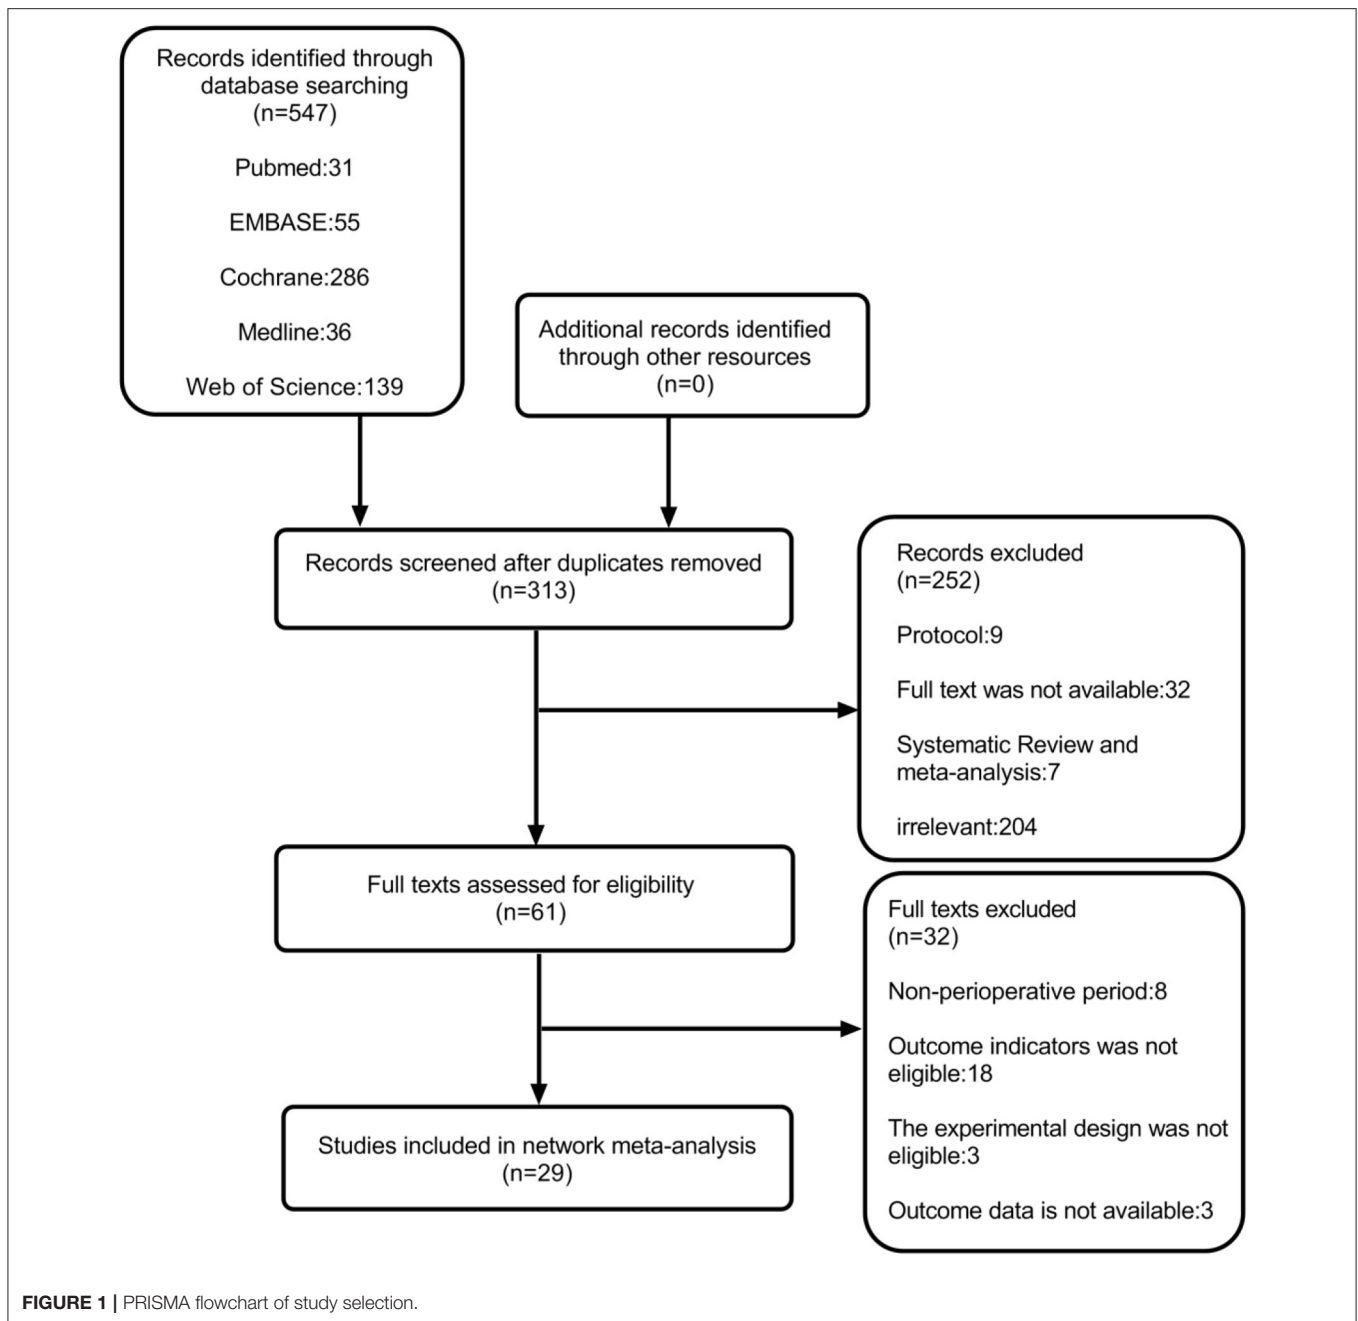 Records identified through
database searching
(n=547)
Pubmed:31
EMBASE:55
Cochrane:286
Medline:36
Web of Science:139
Additional records identified
through other resources
(n=0)
Records screened after duplicates removed
(n=313)
Records excluded
(n=252)
Protocol:9
Full text was not available:32
Systematic Review and
meta-analysis:7
irrelevant:204
Full texts assessed for eligibility
(n=61)
Full texts excluded
(n=32)
Non-perioperative period:8
Outcome indicators was not
eligible:18
The experimental design was not
eligible:3
Outcome data is not available:3
Studies included in network meta-analysis
(n=29)
FIGURE 1 | PRISMA flowchart of study selection.